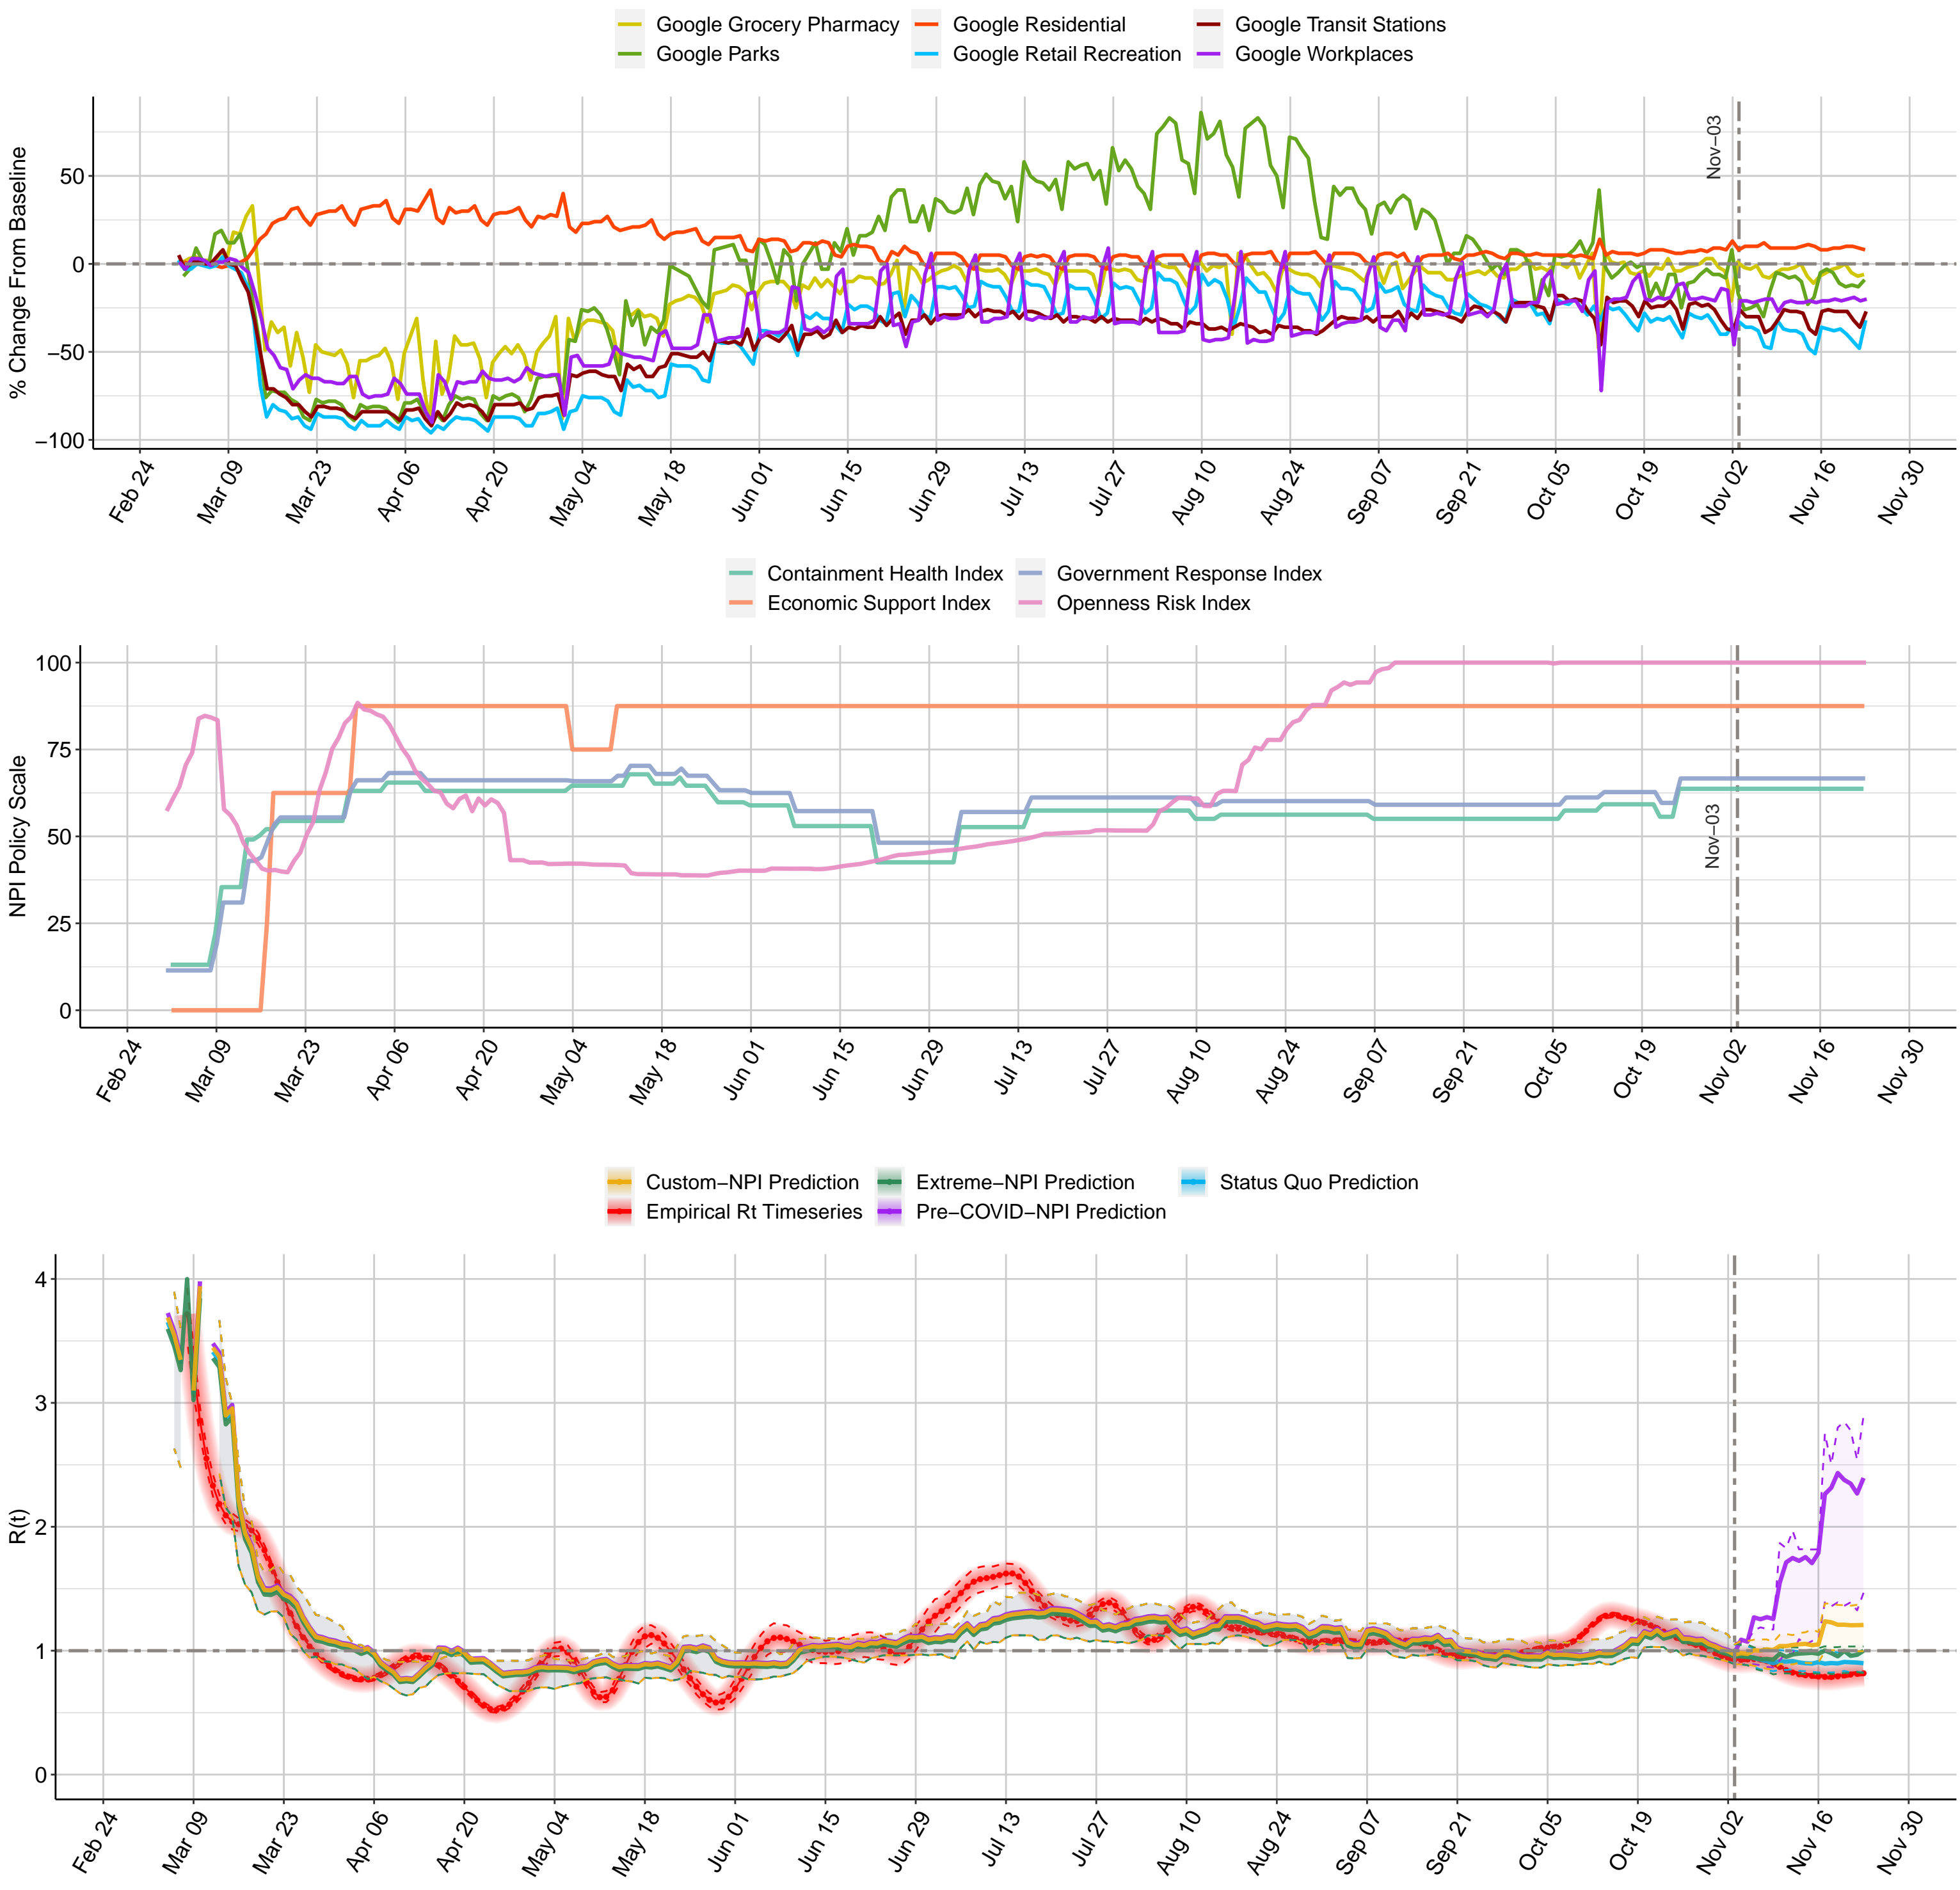 Google Grocery Pharmacy Google Residential Google Transit Stations
Google Parks Google Retail Recreation Google Workplaces
% Change From Baseline
50
0
−50
−100
Nov−03
Feb 24 Mar 09 Mar 23 Apr 06 Apr 20 May 04 May 18 Jun 01 Jun 15 Jun 29 Jul 13 Jul 27 Aug 10 Aug 24 Sep 07 Sep 21 Oct 05 Oct 19 Nov 02 Nov 16 Nov 30
Containment Health Index Government Response Index
Economic Support Index Openness Risk Index
NPI Policy Scale
100
75
50
25
0
Nov−03
Feb 24 Mar 09 Mar 23 Apr 06 Apr 20 May 04 May 18 Jun 01 Jun 15 Jun 29 Jul 13 Jul 27 Aug 10 Aug 24 Sep 07 Sep 21 Oct 05 Oct 19 Nov 02 Nov 16 Nov 30
Custom−NPI Prediction Extreme−NPI Prediction Status Quo Prediction
Empirical Rt Timeseries Pre−COVID−NPI Prediction
R(t)
4
3
2
1
0
Feb 24 Mar 09 Mar 23 Apr 06 Apr 20 May 04 May 18 Jun 01 Jun 15 Jun 29 Jul 13 Jul 27 Aug 10 Aug 24 Sep 07 Sep 21 Oct 05 Oct 19 Nov 02 Nov 16 Nov 30